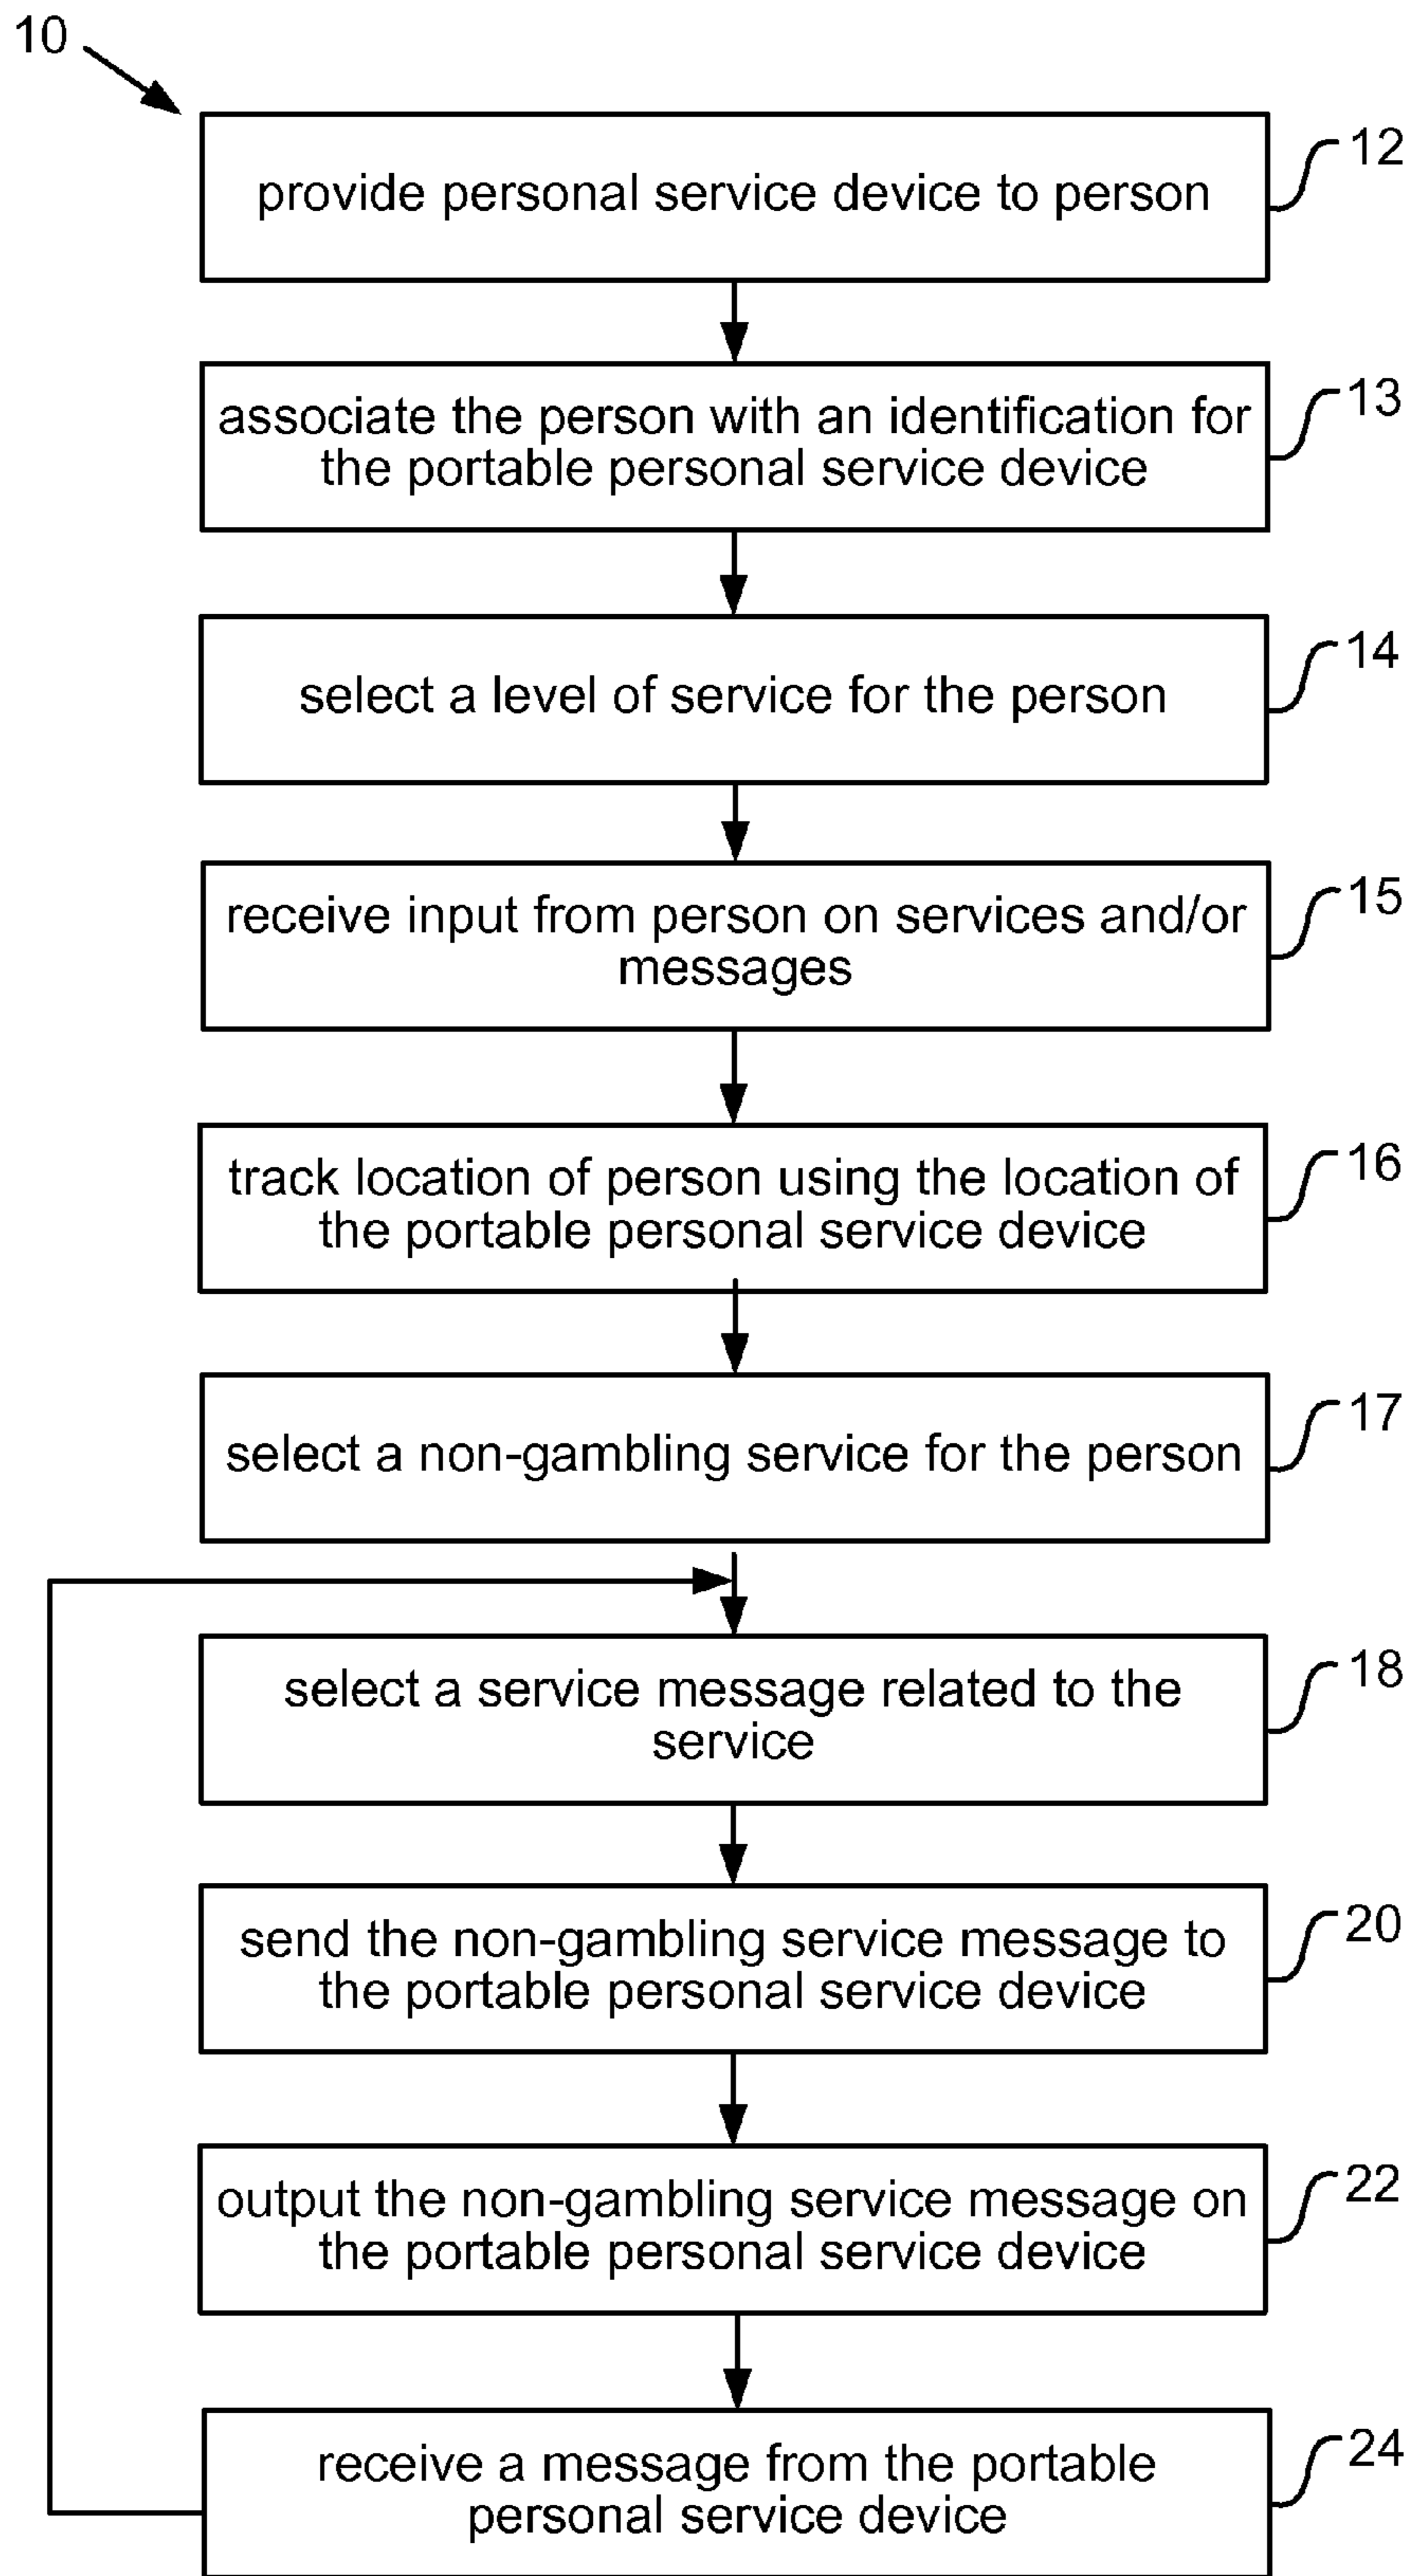 10
provide personal service device to person
12
associate the person with an identification for
the portable personal service device
13
select a level of service for the person
14
receive input from person on services and/or
messages
15
track location of person using the location of
the portable personal service device
16
select a non-gambling service for the person
17
select a service message related to the
service
18
send the non-gambling service message to
the portable personal service device
20
output the non-gambling service message on
the portable personal service device
22
receive a message from the portable
personal service device
24